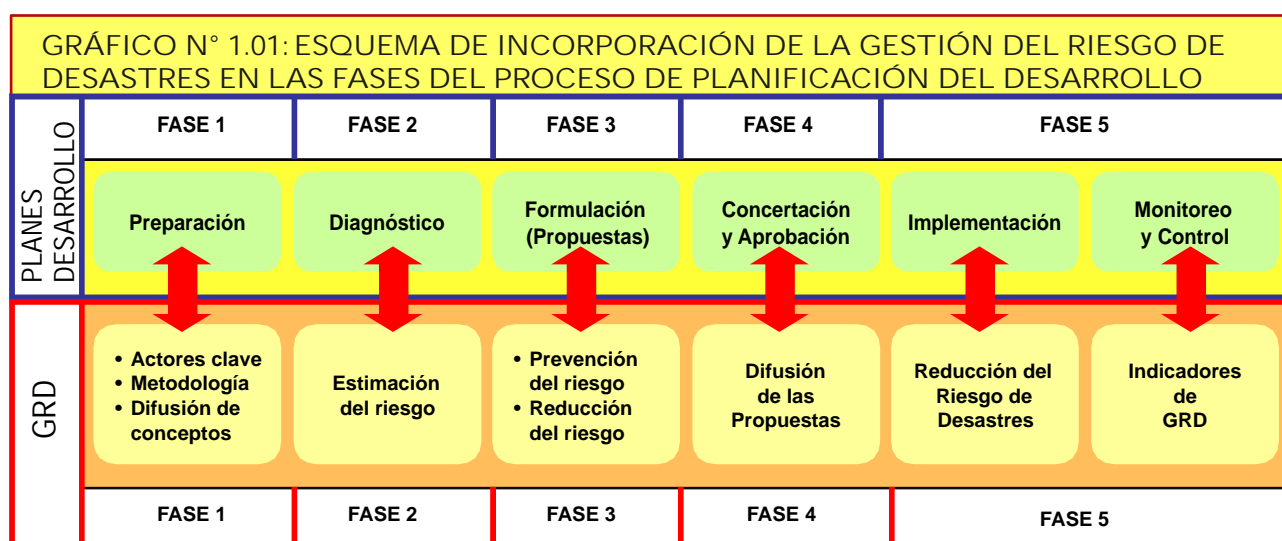 GRÁFICO N° 1.01: ESQUEMA DE INCORPORACIÓN DE LA GESTIÓN DEL RIESGO DE
DESASTRES EN LAS FASES DEL PROCESO DE PLANIFICACIÓN DEL DESARROLLO
PLANES
DESARROLLO
FASE 1
FASE 2
FASE 3
FASE 4
FASE 5
Preparación
Diagnóstico
Formulación
(Propuestas)
Concertación
y Aprobación
Implementación
Monitoreo
y Control
GRD
• Actores clave
• Metodología
• Difusión de
conceptos
Estimación
del riesgo
• Prevención
del riesgo
• Reducción
del riesgo
Difusión
de las
Propuestas
Reducción del
Riesgo de
Desastres
Indicadores
de
GRD
FASE 1
FASE 2
FASE 3
FASE 4
FASE 5